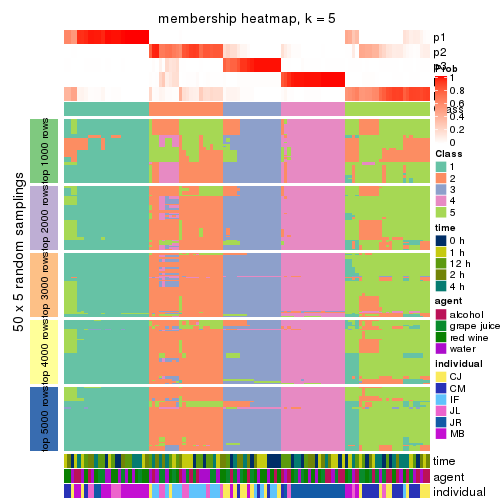 membership heatmap, k = 5
p1
p2
p3
Prob
1
0.8
0.6
0.4
0.2
0
Class
Class
1
2
3
4
5
time
0 h
1 h
12 h
2 h
4 h
agent
alcohol
grape juice
red wine
water
individual
CJ
CM
IF
JL
JR
MB
50 x 5 random samplings
top 1000 rows
top 2000 rows
top 3000 rows
top 4000 rows
top 5000 rows
time
agent
individual